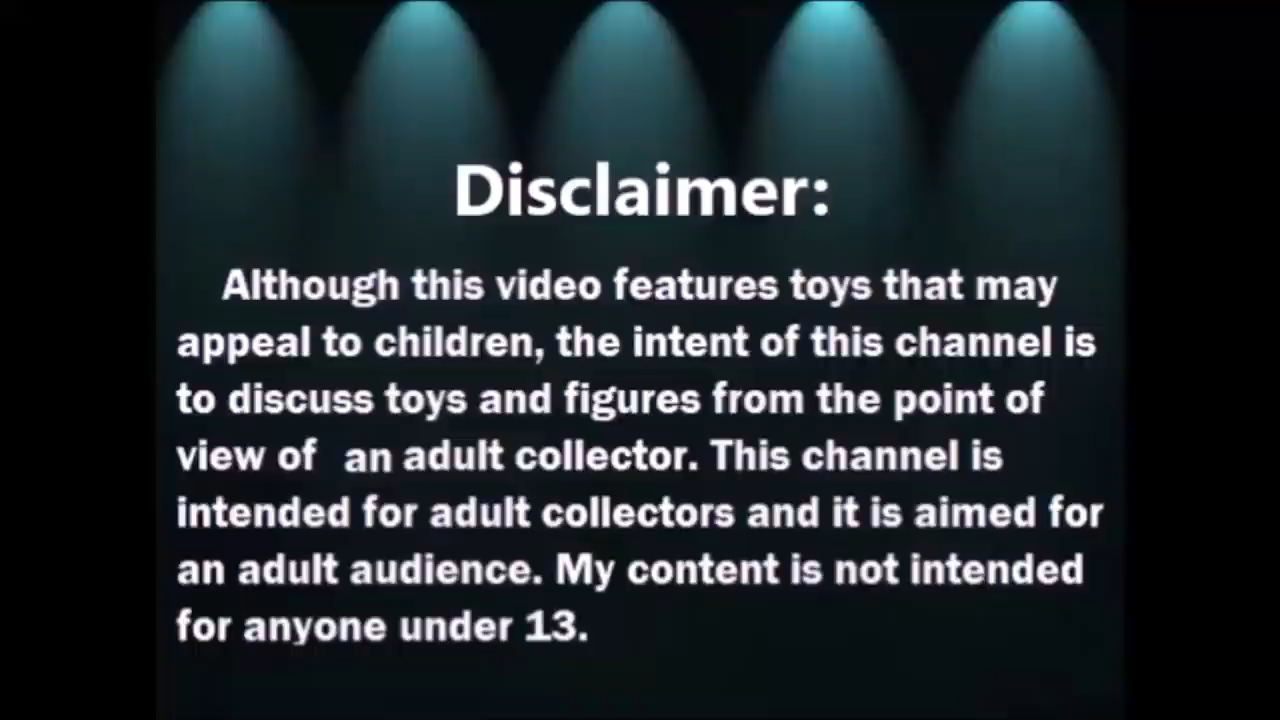 Disclaimer:
Although this video features toys that may
appeal to children, the intent of this channel is
to discuss toys and figures from the point of
view of an adult collector. This channel is
intended for adult collectors and it is aimed for
an adult audience. My content is not intended
for anyone under 13.